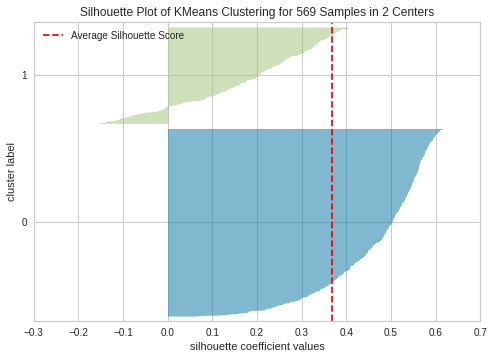 Silhouette Plot of KMeans Clustering for 569 Samples in 2 Centers
Average Silhouette Score
1
cluster label
0
−0.3 −0.2 −0.1 0.0 0.1 0.2 0.3 0.4 0.5 0.6 0.7
silhouette coefficient values